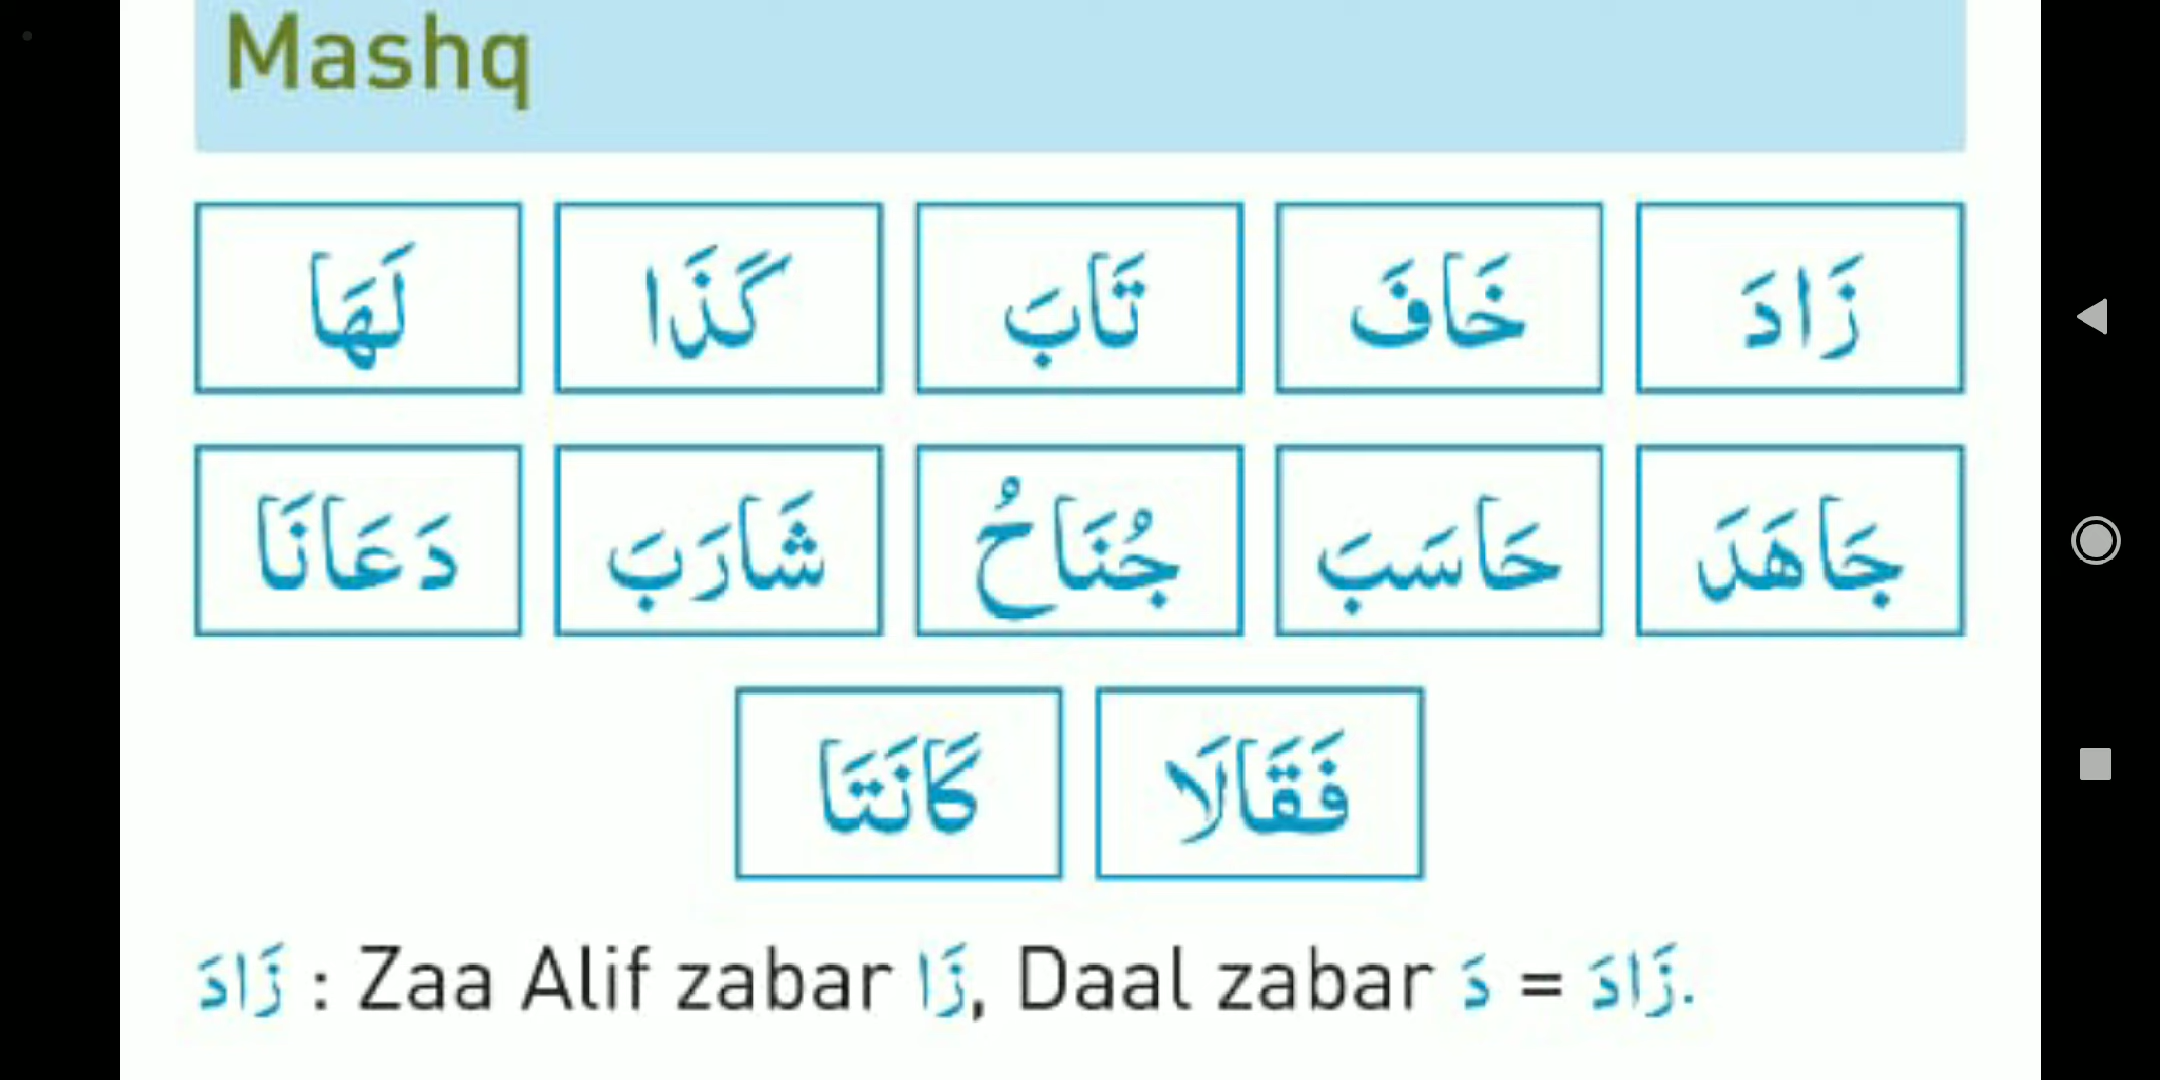 Mashq
زَادَ خَافَ تَابَ كَذَا لَهَا
جَاهَدَ حَاسَبَ جُنَاحُ شَارَبَ دَعَانَا
فَقَالَا كَانَتَا
زَادَ : Zaa Alif zabar زَا, Daal zabar دَ = زَادَ.